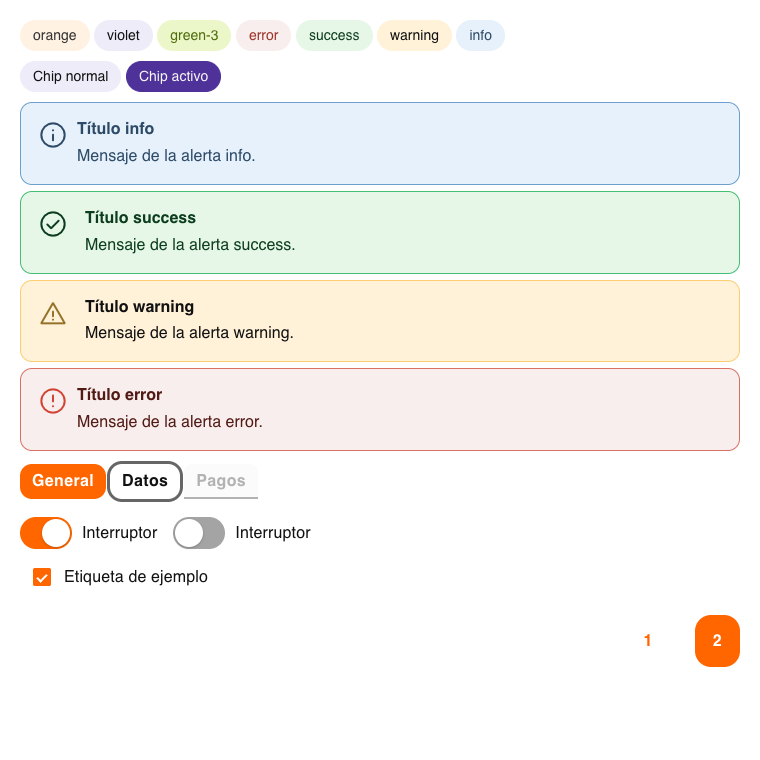 orange violet green-3 error success warning info
Chip normal Chip activo
Título info
Mensaje de la alerta info.
Título success
Mensaje de la alerta success.
Título warning
Mensaje de la alerta warning.
Título error
Mensaje de la alerta error.
General Datos Pagos
Interruptor Interruptor
Etiqueta de ejemplo
1 2